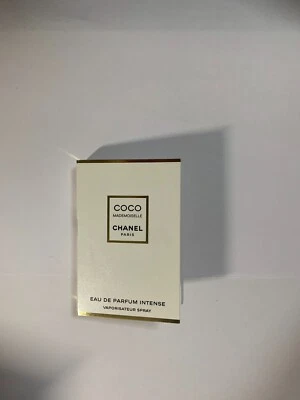 COCO
MADEMOISELLE
CHANEL
PARIS
EAU DE PARFUM INTENSE
VAPORISATEUR SPRAY